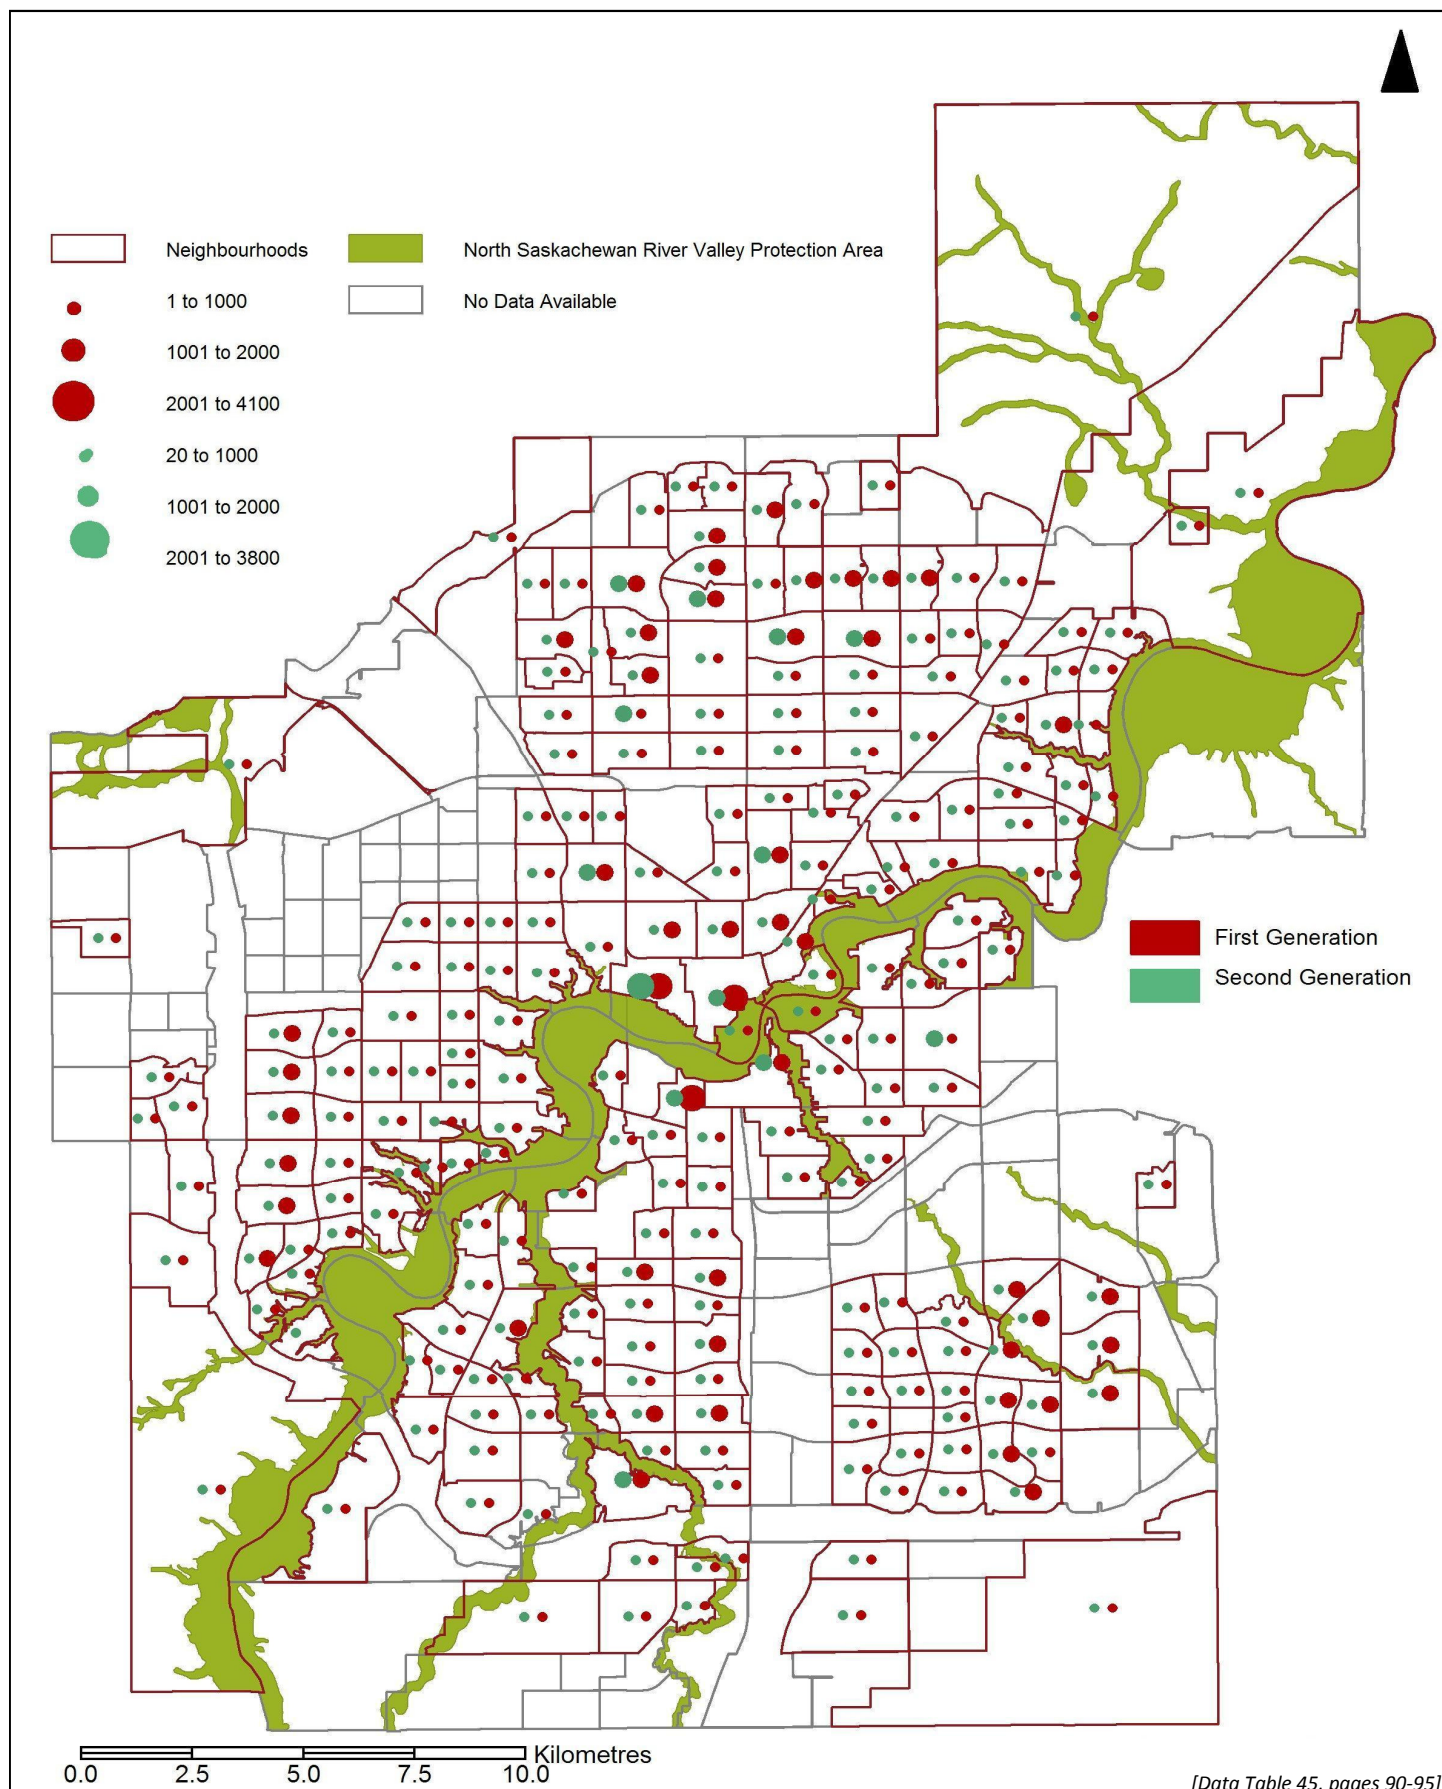 Neighbourhoods
North Saskachewan River Valley Protection Area
1 to 1000
No Data Available
1001 to 2000
2001 to 4100
20 to 1000
1001 to 2000
2001 to 3800
First Generation
Second Generation
Kilometres
0.0 2.5 5.0 7.5 10.0
[Data Table 45, pages 90-95]